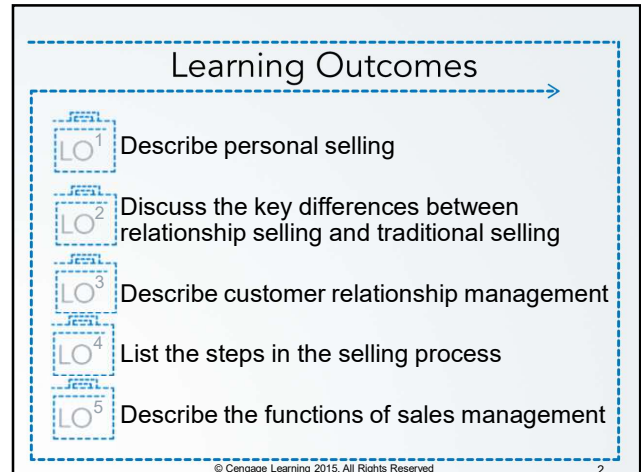 Learning Outcomes
LO1 Describe personal selling
LO2 Discuss the key differences between
relationship selling and traditional selling
LO3 Describe customer relationship management
LO4 List the steps in the selling process
LO5 Describe the functions of sales management
© Cengage Learning 2015. All Rights Reserved 2